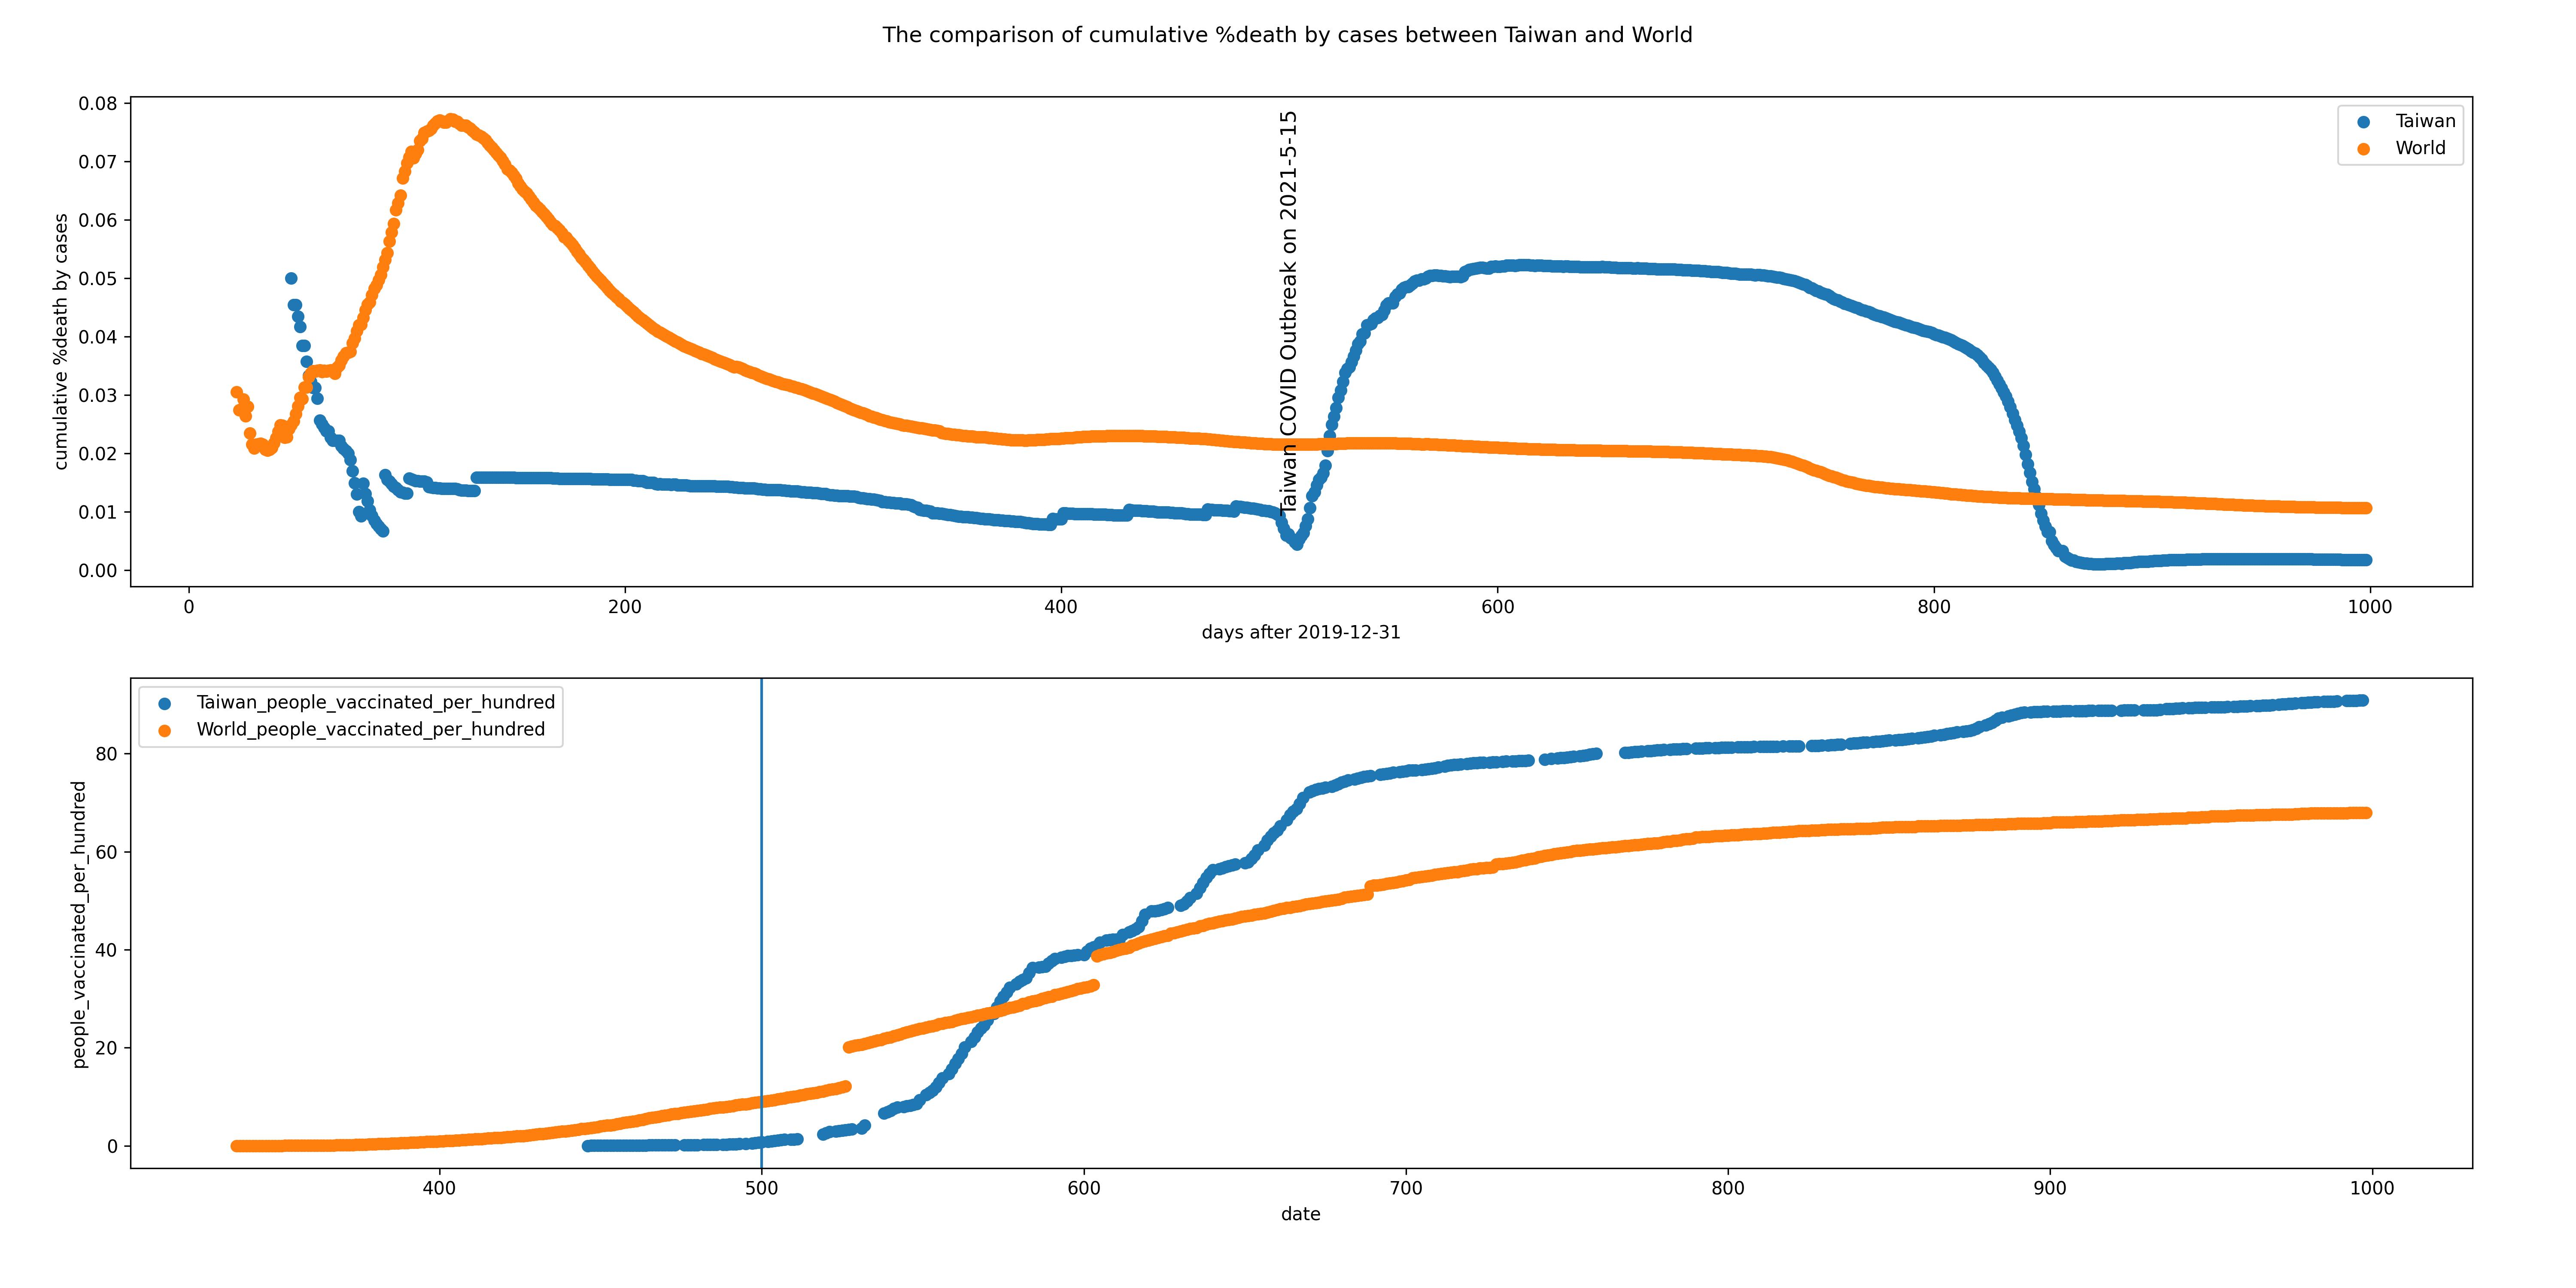 The comparison of cumulative %death by cases between Taiwan and World
cumulative %death by cases
0.08
0.07
0.06
0.05
0.04
0.03
0.02
0.01
0.00
Taiwan COVID Outbreak on 2021-5-15
Taiwan
World
0 200 400 600 800 1000
days after 2019-12-31
people_vaccinated_per_hundred
Taiwan_people_vaccinated_per_hundred
World_people_vaccinated_per_hundred
80
60
40
20
0
400 500 600 700 800 900 1000
date